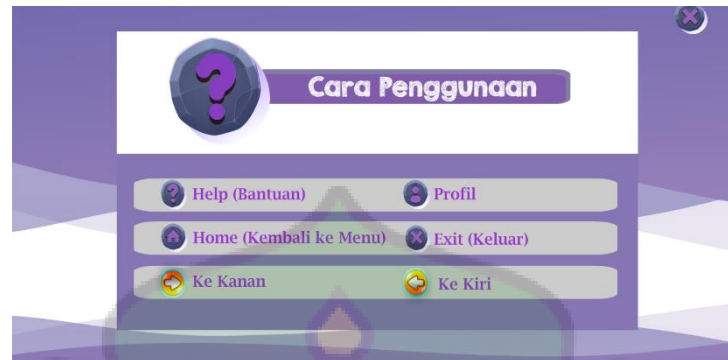 Cara Penggunaan
Help (Bantuan) Profil
Home (Kembali ke Menu) Exit (Keluar)
Ke Kanan Ke Kiri